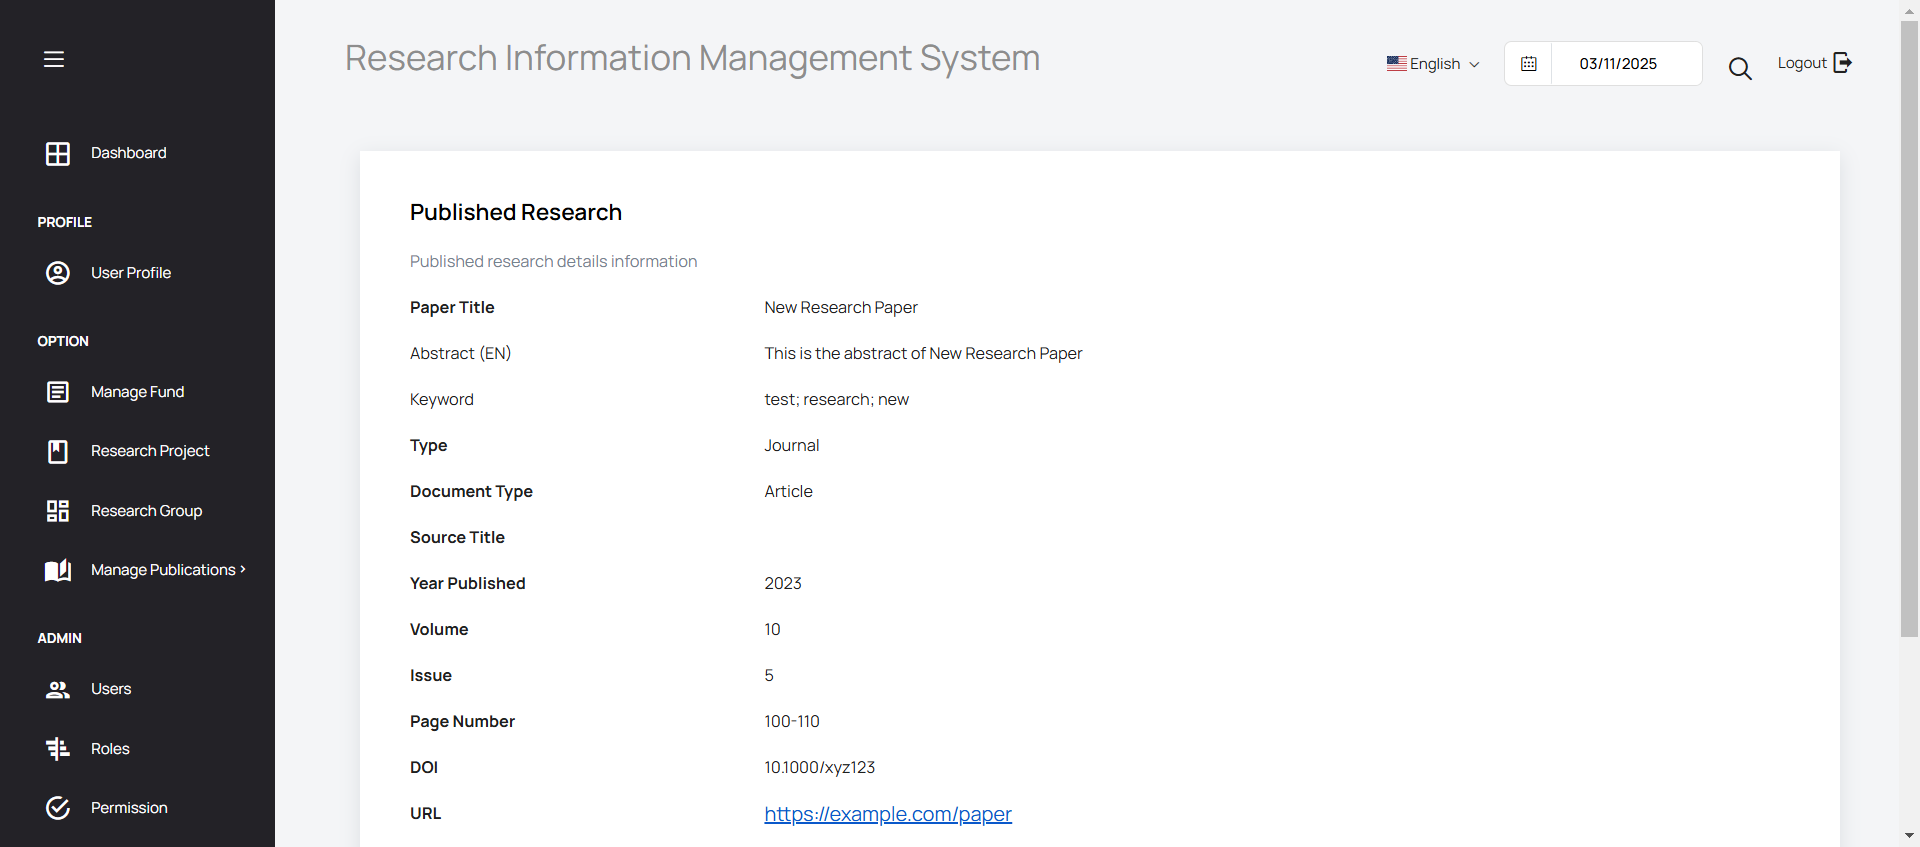 Research Information Management System
English
03/11/2025
Logout
Dashboard
PROFILE
User Profile
OPTION
Manage Fund
Research Project
Research Group
Manage Publications >
ADMIN
Users
Roles
Permission
Published Research
Published research details information
Paper Title New Research Paper
Abstract (EN) This is the abstract of New Research Paper
Keyword test; research; new
Type Journal
Document Type Article
Source Title
Year Published 2023
Volume 10
Issue 5
Page Number 100-110
DOI 10.1000/xyz123
URL https://example.com/paper